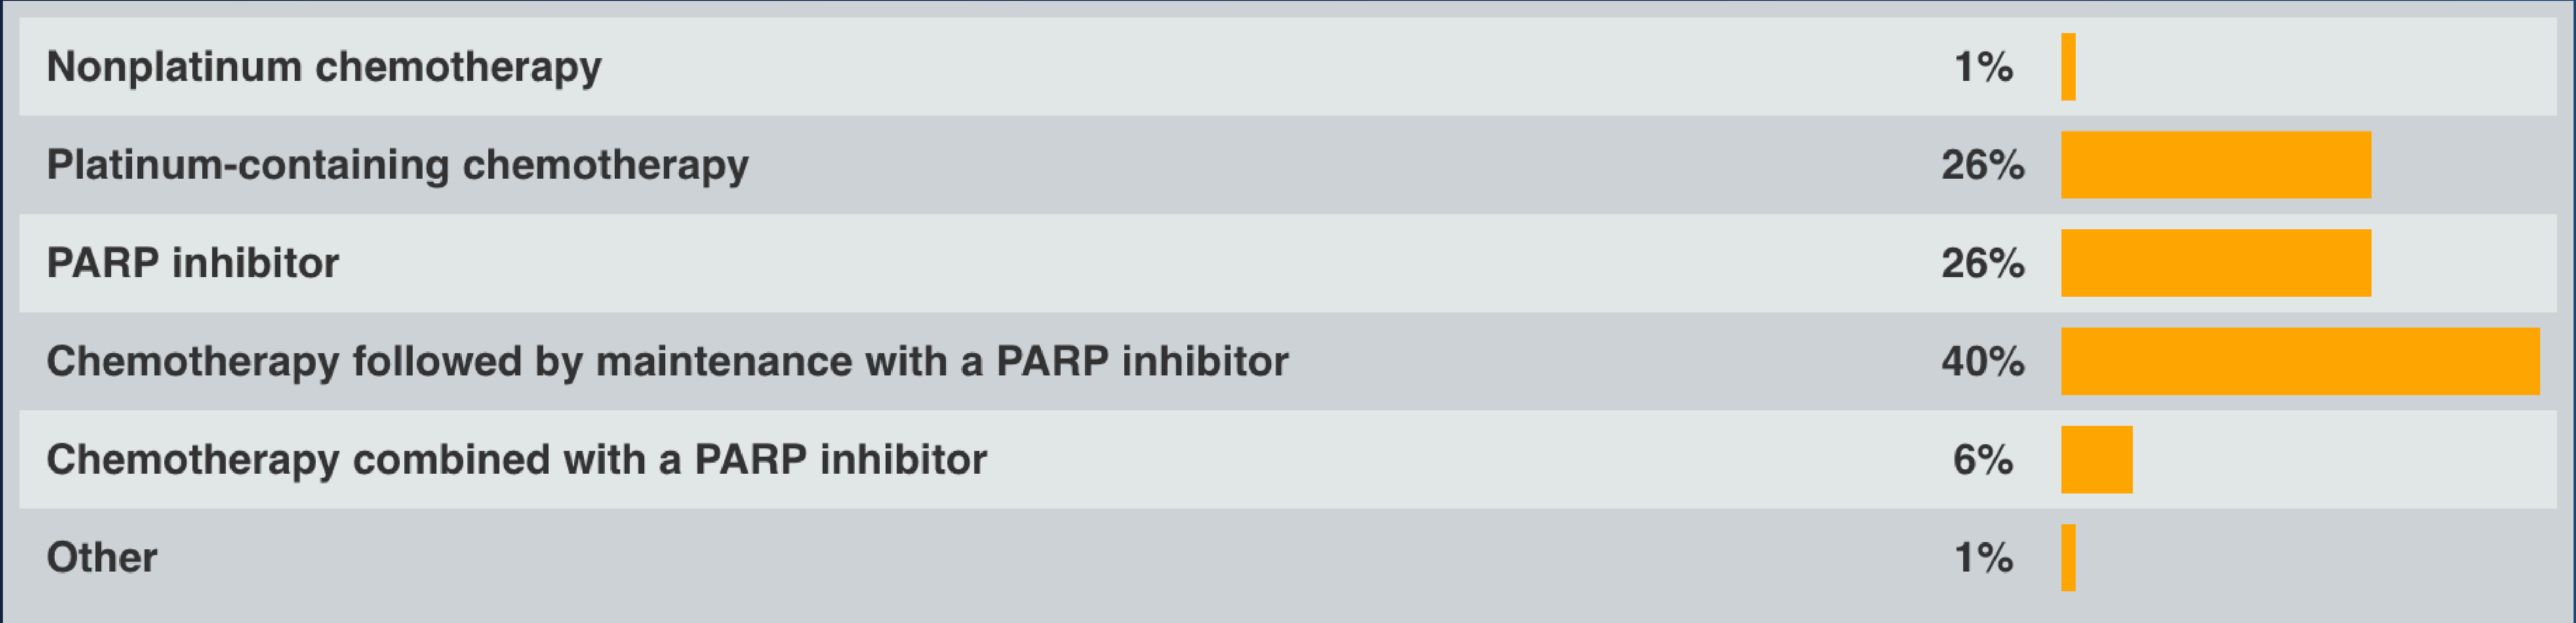 Nonplatinum chemotherapy 1%
Platinum-containing chemotherapy 26%
PARP inhibitor 26%
Chemotherapy followed by maintenance with a PARP inhibitor 40%
Chemotherapy combined with a PARP inhibitor 6%
Other 1%